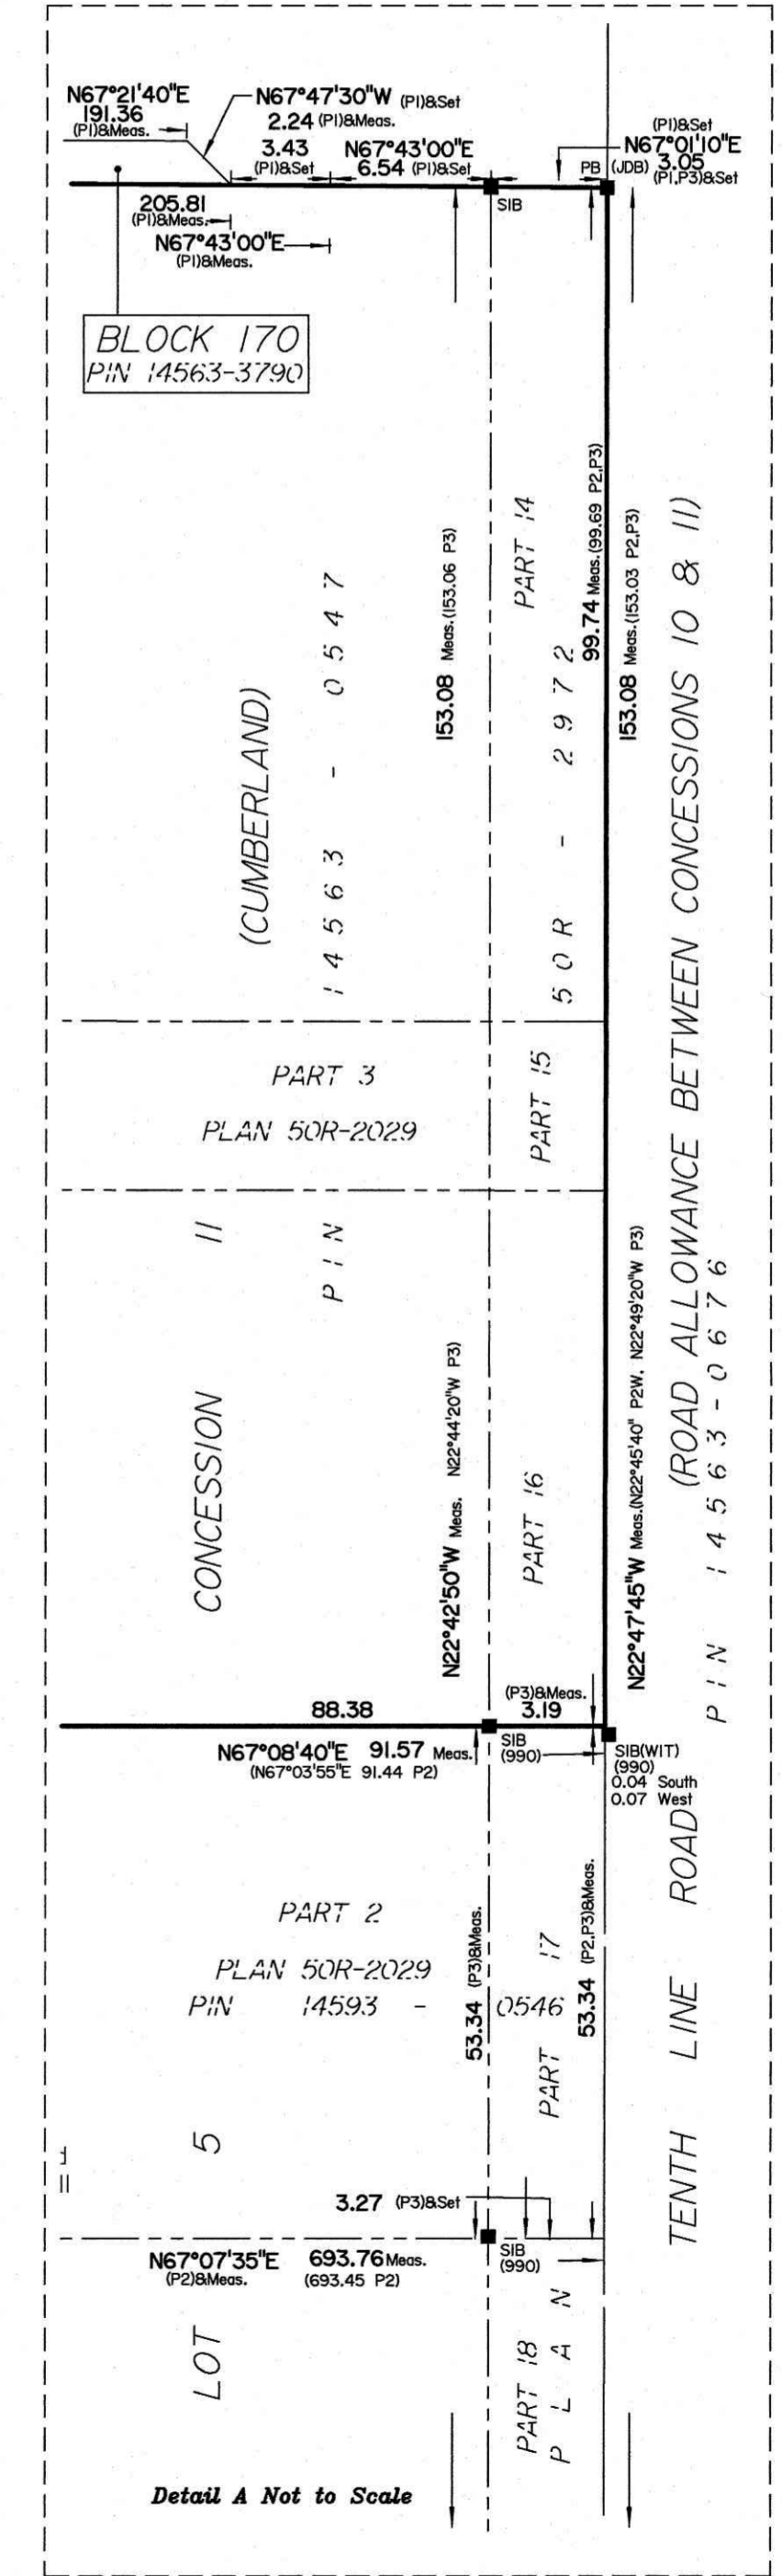 N67°21'40"E
191.36
(P1)&Meas.
N67°47'30"W (P1)&Set
2.24 (P1)&Meas.
3.43
(P1)&Set
N67°43'00"E
6.54 (P1)&Set
(P1)&Set
N67°01'10"E
PB (JDB) 3.05
(P1,P3)&Set
SIB
205.81
(P1)&Meas.
N67°43'00"E
(P1)&Meas.
BLOCK 170
PIN 14563-3790
153.08 Meas.(153.06 P3)
PART 14
99.74 Meas.(99.69 P2,P3)
153.08 Meas.(153.03 P2,P3)
(CUMBERLAND)
14563 - 0547
50R - 2972
(ROAD ALLOWANCE BETWEEN CONCESSIONS 10 & 11)
PART 3
PLAN 50R-2029
PART 15
CONCESSION 11
PIN
N22°42'50"W Meas. N22°44'20"W P3)
PART 16
N22°47'45"W Meas.(N22°45'40" P2W, N22°49'20"W P3)
PIN 14563-0676
88.38
(P3)&Meas.
3.19
N67°08'40"E 91.57 Meas.
(N67°03'55"E 91.44 P2)
SIB
(990)
SIB(WIT)
(990)
0.04 South
0.07 West
PART 2
PLAN 50R-2029
PIN 14593 - 0546
53.34 (P3)&Meas.
PART 17
53.34 (P2,P3)&Meas.
TENTH LINE ROAD
LOT 5
3.27 (P3)&Set
N67°07'35"E 693.76 Meas.
(P2)&Meas. (693.45 P2)
SIB
(990)
PART 18
PLAN
Detail A Not to Scale